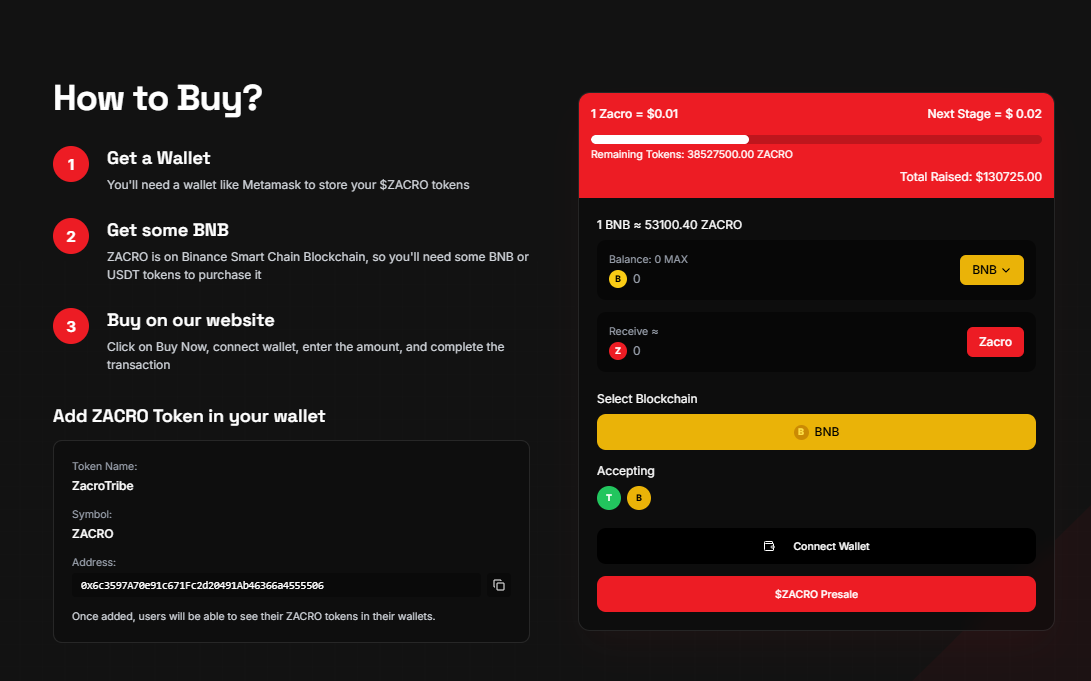 How to Buy?
1
Get a Wallet
You'll need a wallet like Metamask to store your $ZACRO tokens
2
Get some BNB
ZACRO is on Binance Smart Chain Blockchain, so you'll need some BNB or
USDT tokens to purchase it
3
Buy on our website
Click on Buy Now, connect wallet, enter the amount, and complete the
transaction
Add ZACRO Token in your wallet
Token Name:
ZacroTribe
Symbol:
ZACRO
Address:
0x6c3597A70e91c671Fc2d20491Ab46366a4555506
Once added, users will be able to see their ZACRO tokens in their wallets.
1 Zacro = $0.01
Next Stage = $ 0.02
Remaining Tokens: 38527500.00 ZACRO
Total Raised: $130725.00
1 BNB ≈ 53100.40 ZACRO
Balance: 0 MAX
B 0
BNB
Receive ≈
Z 0
Zacro
Select Blockchain
B BNB
Accepting
T B
Connect Wallet
$ZACRO Presale